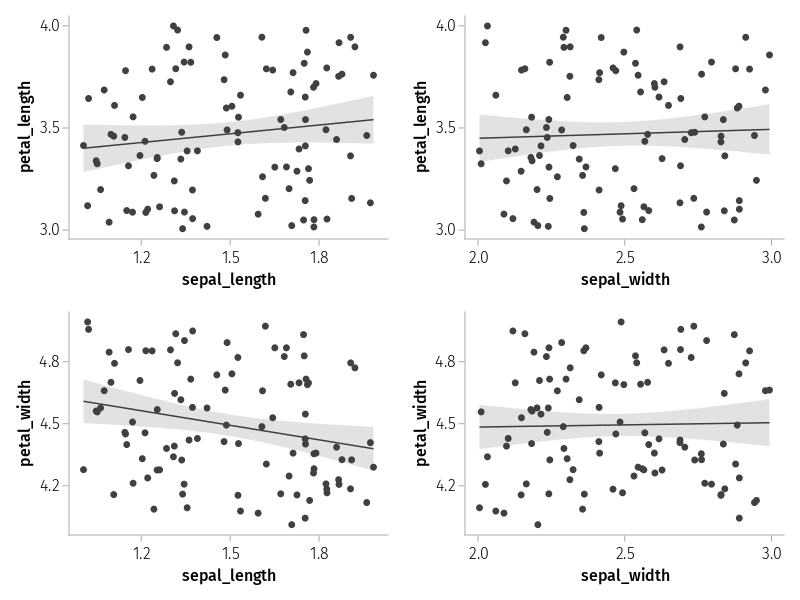 petal_length
4.0
3.5
3.0
1.2 1.5 1.8
sepal_length
petal_length
4.0
3.5
3.0
2.0 2.5 3.0
sepal_width
petal_width
4.8
4.5
4.2
1.2 1.5 1.8
sepal_length
petal_width
4.8
4.5
4.2
2.0 2.5 3.0
sepal_width